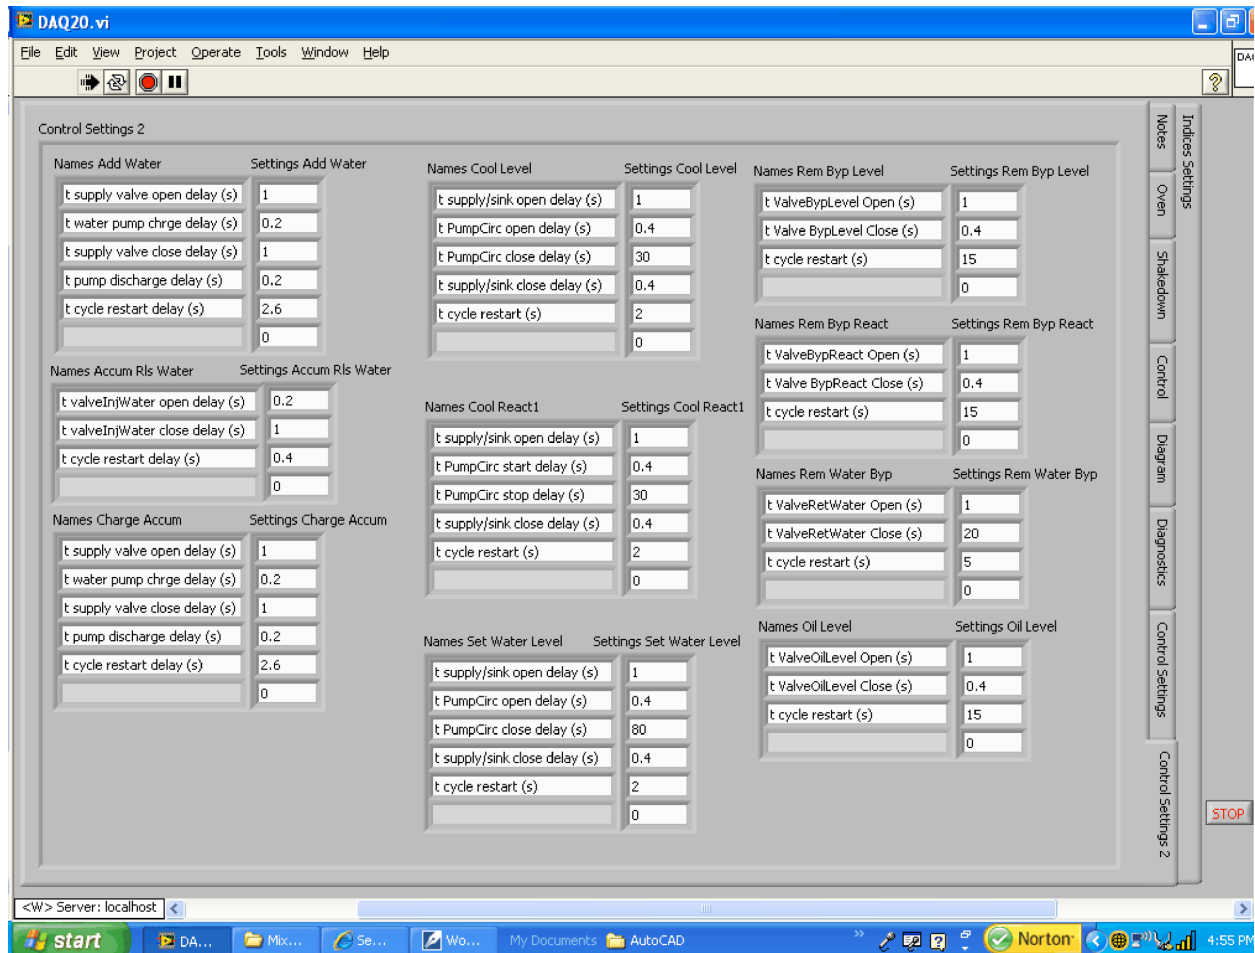 DAQ20.vi
File Edit View Project Operate Tools Window Help
DAQ
Control Settings 2
Names Add Water Settings Add Water
t supply valve open delay (s) 1
t water pump chrge delay (s) 0.2
t supply valve close delay (s) 1
t pump discharge delay (s) 0.2
t cycle restart delay (s) 2.6
0
Names Accum Rls Water Settings Accum Rls Water
t valveInjWater open delay (s) 0.2
t valveInjWater close delay (s) 1
t cycle restart delay (s) 0.4
0
Names Charge Accum Settings Charge Accum
t supply valve open delay (s) 1
t water pump chrge delay (s) 0.2
t supply valve close delay (s) 1
t pump discharge delay (s) 0.2
t cycle restart delay (s) 2.6
0
Names Cool Level Settings Cool Level
t supply/sink open delay (s) 1
t PumpCirc open delay (s) 0.4
t PumpCirc close delay (s) 30
t supply/sink close delay (s) 0.4
t cycle restart (s) 2
0
Names Cool React1 Settings Cool React1
t supply/sink open delay (s) 1
t PumpCirc start delay (s) 0.4
t PumpCirc stop delay (s) 30
t supply/sink close delay (s) 0.4
t cycle restart (s) 2
0
Names Set Water Level Settings Set Water Level
t supply/sink open delay (s) 1
t PumpCirc open delay (s) 0.4
t PumpCirc close delay (s) 80
t supply/sink close delay (s) 0.4
t cycle restart (s) 2
0
Names Rem Byp Level Settings Rem Byp Level
t ValveBypLevel Open (s) 1
t Valve BypLevel Close (s) 0.4
t cycle restart (s) 15
0
Names Rem Byp React Settings Rem Byp React
t ValveBypReact Open (s) 1
t Valve BypReact Close (s) 0.4
t cycle restart (s) 15
0
Names Rem Water Byp Settings Rem Water Byp
t ValveRetWater Open (s) 1
t ValveRetWater Close (s) 20
t cycle restart (s) 5
0
Names Oil Level Settings Oil Level
t ValveOilLevel Open (s) 1
t ValveOilLevel Close (s) 0.4
t cycle restart (s) 15
0
Notes
Oven
Shakedown
Control
Diagram
Diagnostics
Control Settings
Control Settings 2
Indices Settings
STOP
<W> Server: localhost
start DA... Mix... Se... Wo... My Documents AutoCAD » Norton 4:55 PM